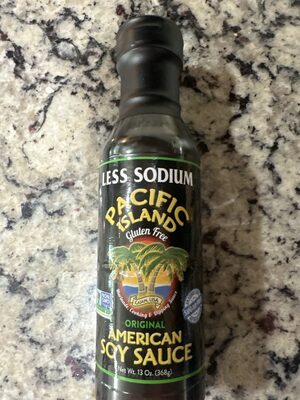 LESS SODIUM
PACIFIC
ISLAND
Gluten Free
ORIGINAL
AMERICAN
SOY SAUCE
Net Wt. 13 Oz. (368g)